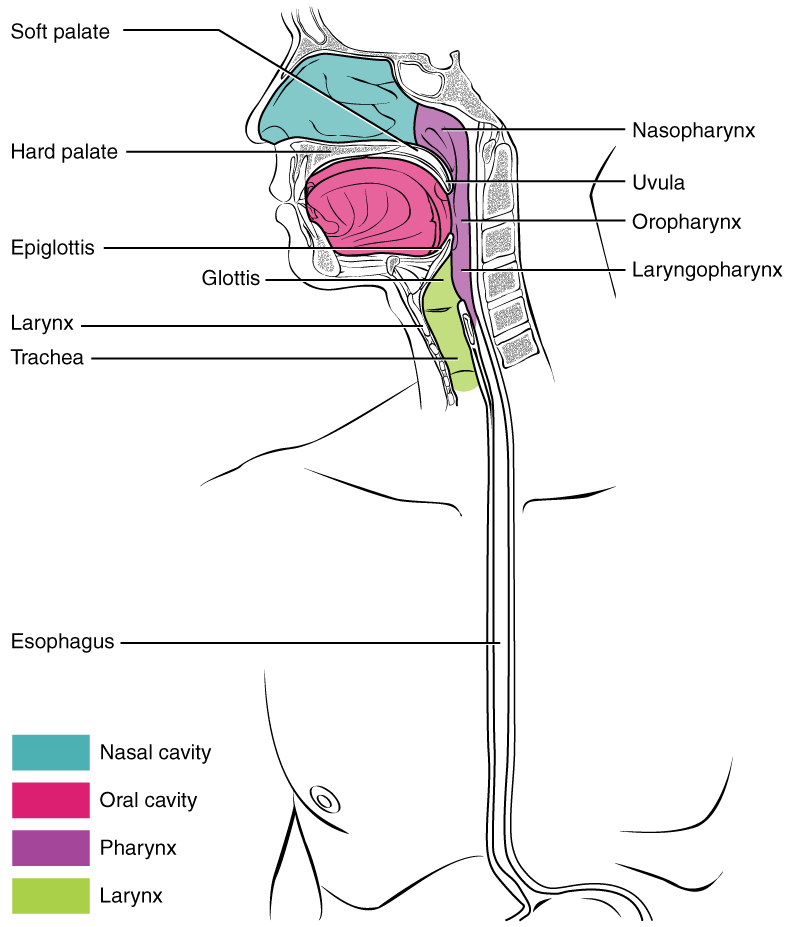 Soft palate
Hard palate
Epiglottis
Glottis
Larynx
Trachea
Nasopharynx
Uvula
Oropharynx
Laryngopharynx
Esophagus
Nasal cavity
Oral cavity
Pharynx
Larynx